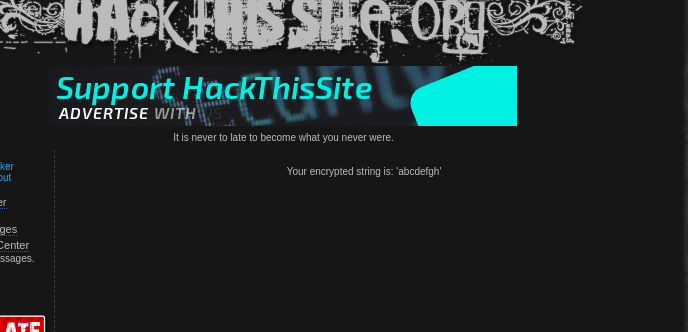 HAckTHISSITe.ORG
Support HackThisSite
ADVERTISE WITH US
It is never to late to become what you never were.
Your encrypted string is: 'abcdefgh'
ker
out
er
ges
Center
ssages.
ATE